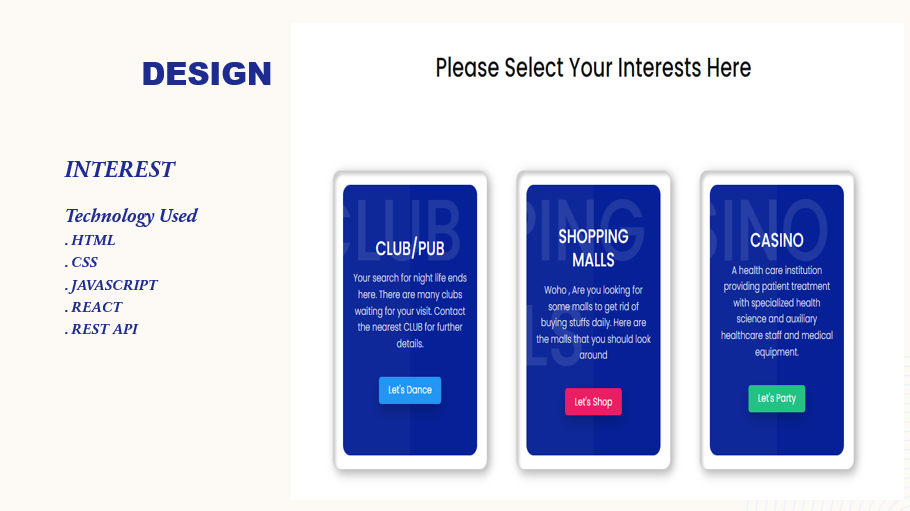 DESIGN
INTEREST
Technology Used
. HTML
. CSS
. JAVASCRIPT
. REACT
. REST API
Please Select Your Interests Here
CLUB
CLUB/PUB
Your search for night life ends
here. There are many clubs
waiting for your visit. Contact
the nearest CLUB for further
details.
Let's Dance
PING
SHOPPING
MALLS
Woho , Are you looking for
some malls to get rid of
buying stuffs daily. Here are
the malls that you should look
around
LS
Let's Shop
SINO
CASINO
A health care institution
providing patient treatment
with specialized health
science and auxiliary
healthcare staff and medical
equipment.
Let's Party